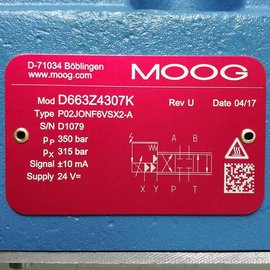 D-71034 Böblingen
www.moog.com
MOOG
Mod D663Z4307K Rev U Date 04/17
Type P02JONF6VSX2-A
S/N D1079
pP 350 bar
pX 315 bar
Signal ±10 mA
Supply 24 V=
X Y P T